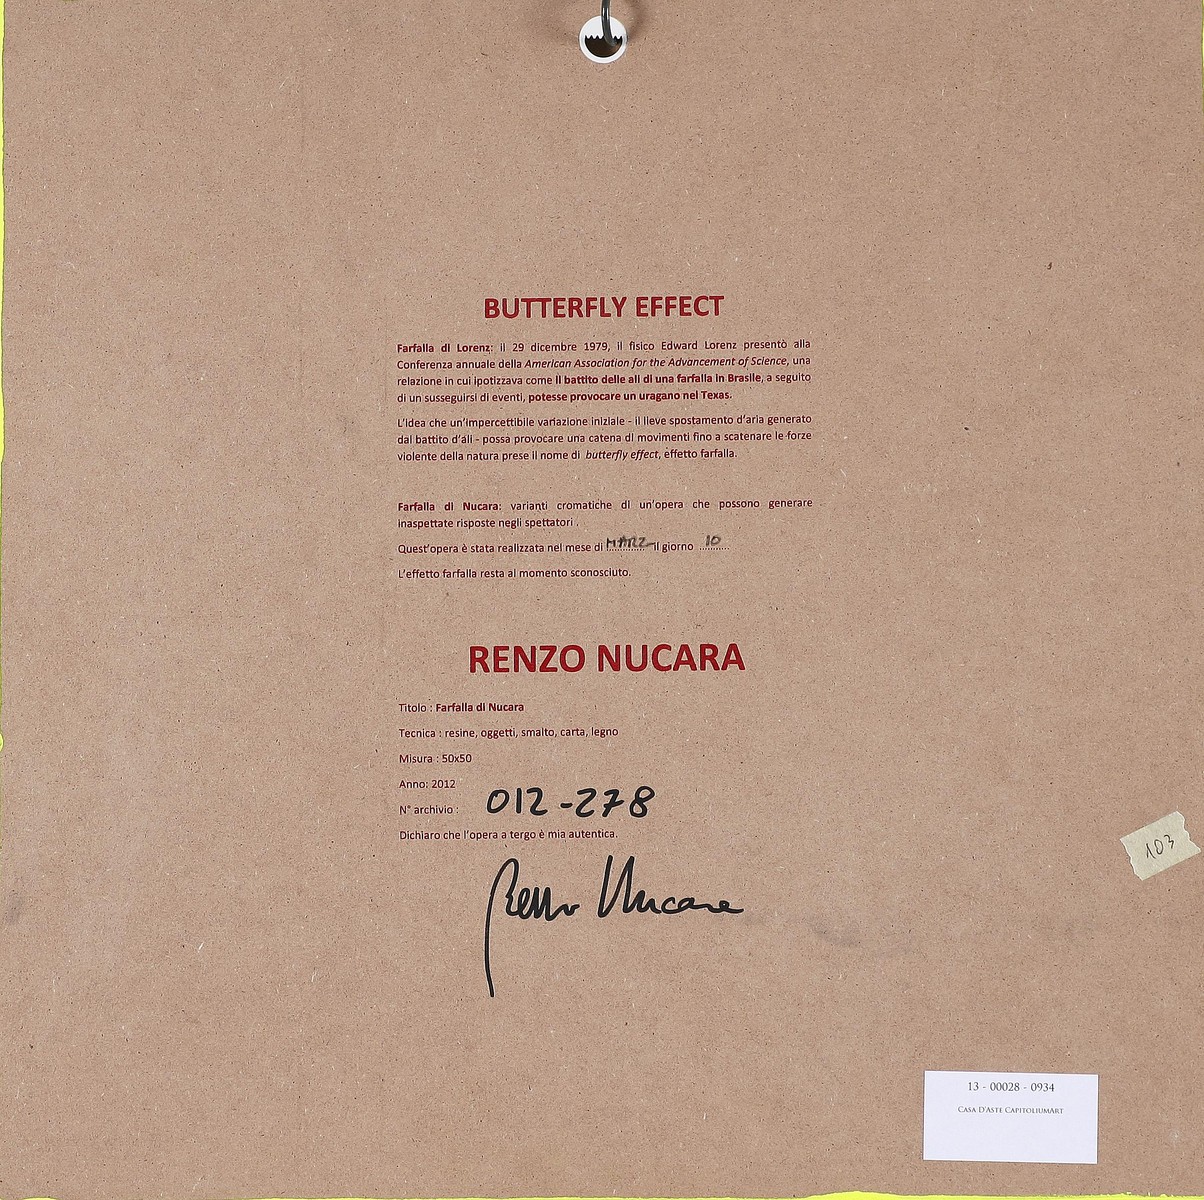 BUTTERFLY EFFECT
Farfalla di Lorenz: il 29 dicembre 1979, il fisico Edward Lorenz presentò alla
Conferenza annuale della American Association for the Advancement of Science, una
relazione in cui ipotizzava come il battito delle ali di una farfalla in Brasile, a seguito
di un susseguirsi di eventi, potesse provocare un uragano nel Texas.
L'idea che un'impercettibile variazione iniziale - il lieve spostamento d'aria generato
dal battito d'ali - possa provocare una catena di movimenti fino a scatenare le forze
violente della natura prese il nome di butterfly effect, effetto farfalla.
Farfalla di Nucara: varianti cromatiche di un'opera che possono generare
inaspettate risposte negli spettatori .
Quest'opera è stata realizzata nel mese di MARZ il giorno 10
L'effetto farfalla resta al momento sconosciuto.
RENZO NUCARA
Titolo : Farfalla di Nucara
Tecnica : resine, oggetti, smalto, carta, legno
Misura : 50x50
Anno: 2012
N° archivio : 012-278
Dichiaro che l'opera a tergo è mia autentica.
Renzo Nucara
103
13 - 00028 - 0934
Casa D'Aste CapitoliumArt